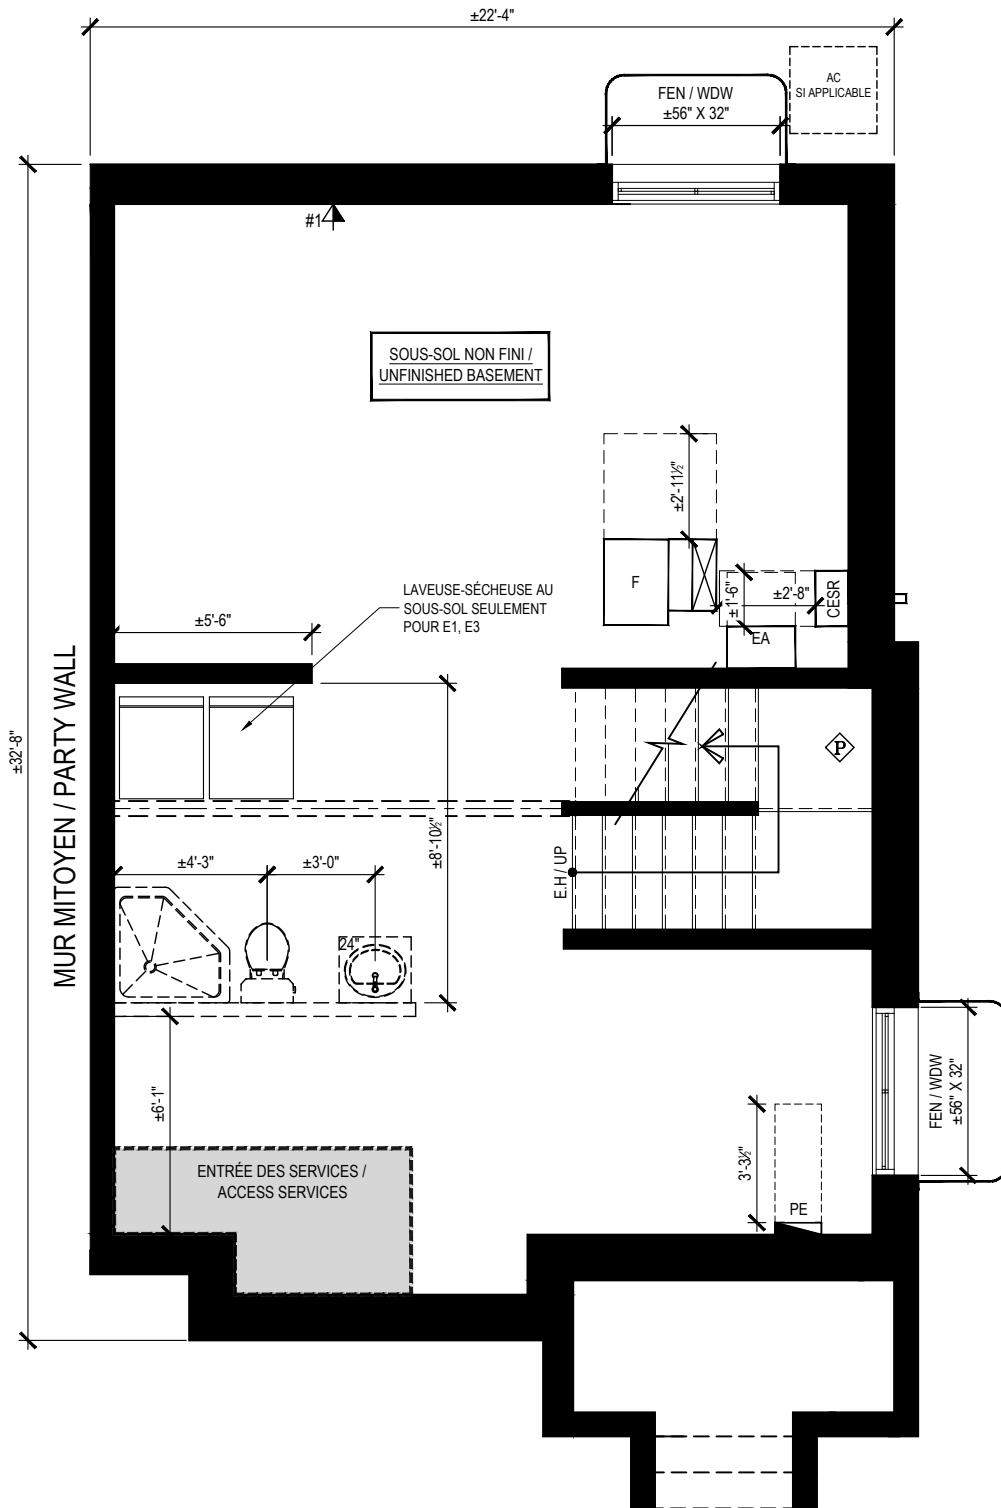 ±22'-4"
AC
SI APPLICABLE
FEN / WDW
±56" X 32"
#1
SOUS-SOL NON FINI /
UNFINISHED BASEMENT
±2'-11½"
F
±1'-6"
±2'-8"
CESR
EA
LAVEUSE-SÉCHEUSE AU
SOUS-SOL SEULEMENT
POUR E1, E3
±5'-6"
MUR MITOYEN / PARTY WALL
±32'-8"
P
±8'-10½"
E.H / UP
±4'-3"
±3'-0"
24"
±6'-1"
FEN / WDW
±56" X 32"
3'-3½"
PE
ENTRÉE DES SERVICES /
ACCESS SERVICES